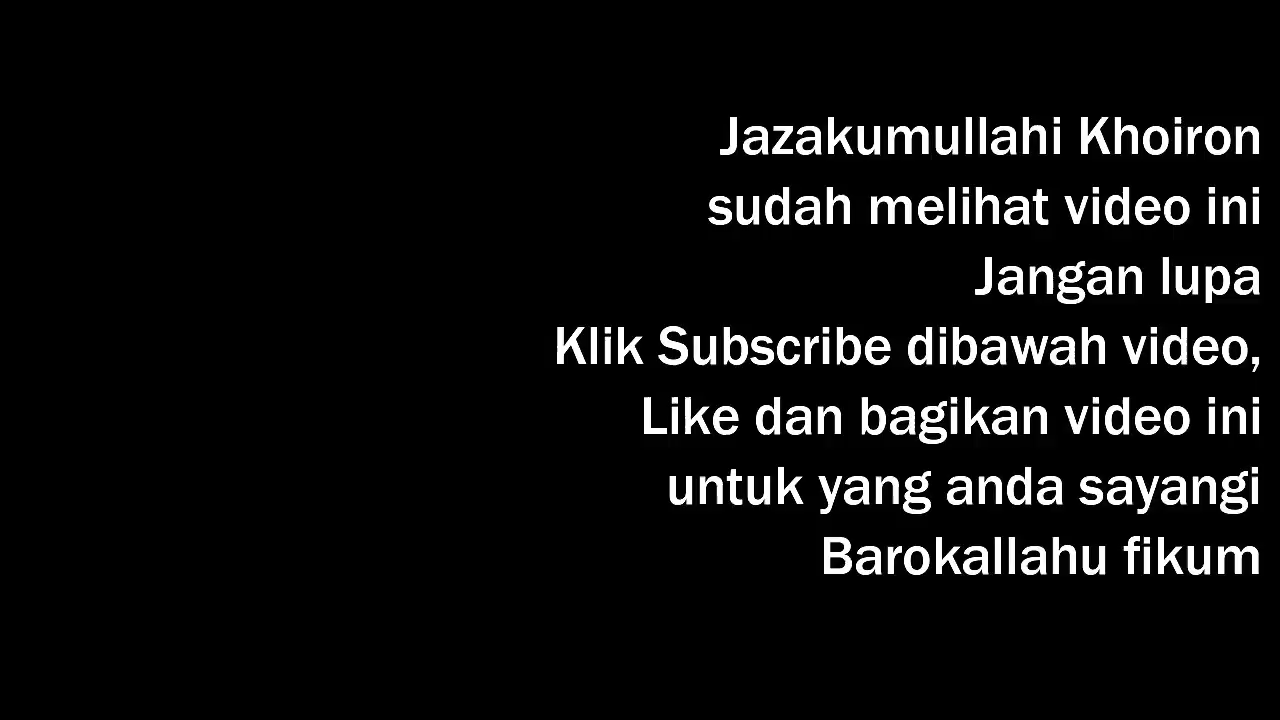 Jazakumullahi Khoiron
sudah melihat video ini
Jangan lupa
Klik Subscribe dibawah video,
Like dan bagikan video ini
untuk yang anda sayangi
Barokallahu fikum